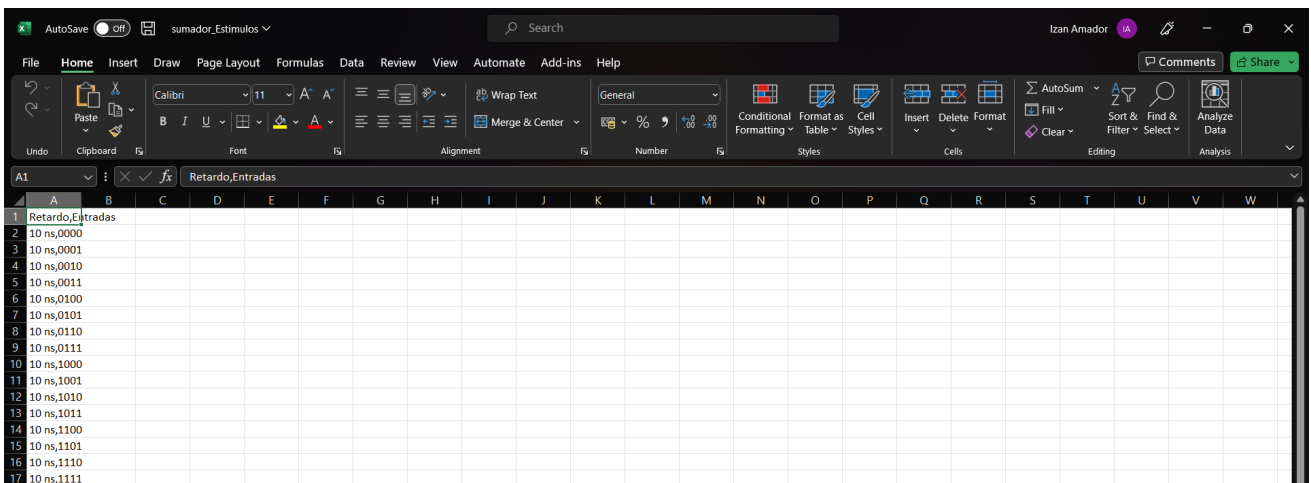 AutoSave Off sumador_Estimulos Search Izan Amador IA
File Home Insert Draw Page Layout Formulas Data Review View Automate Add-ins Help Comments Share
Paste Calibri 11 A^ A˅ Wrap Text General Conditional Formatting Format as Table Cell Styles Insert Delete Format AutoSum Sort & Filter Find & Select Analyze Data
B I U A Merge & Center % 9 Fill
Clear
Undo Clipboard Font Alignment Number Styles Cells Editing Analysis
A1 fx Retardo,Entradas
A B C D E F G H I J K L M N O P Q R S T U V W
1 Retardo,Entradas
2 10 ns,0000
3 10 ns,0001
4 10 ns,0010
5 10 ns,0011
6 10 ns,0100
7 10 ns,0101
8 10 ns,0110
9 10 ns,0111
10 10 ns,1000
11 10 ns,1001
12 10 ns,1010
13 10 ns,1011
14 10 ns,1100
15 10 ns,1101
16 10 ns,1110
17 10 ns,1111